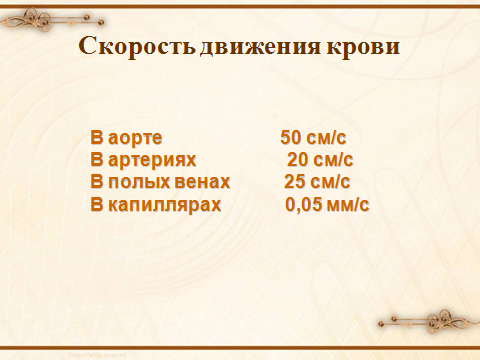 Скорость движения крови
В аорте 50 см/с
В артериях 20 см/с
В полых венах 25 см/с
В капиллярах 0,05 мм/с